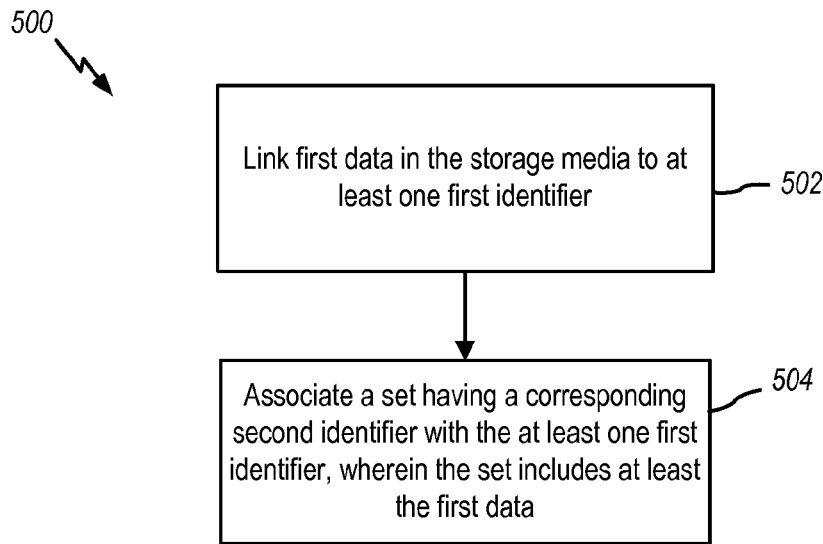 500
Link first data in the storage media to at
least one first identifier
502
Associate a set having a corresponding
second identifier with the at least one first
identifier, wherein the set includes at least
the first data
504